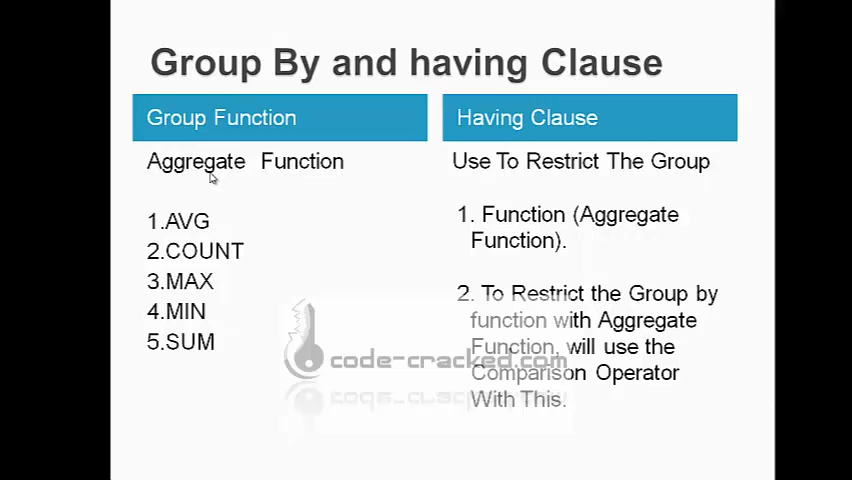 Group By and having Clause
Group Function
Aggregate Function
1.AVG
2.COUNT
3.MAX
4.MIN
5.SUM
Having Clause
Use To Restrict The Group
1. Function (Aggregate
Function).
2. To Restrict the Group by
function with Aggregate
Function, will use the
Comparison Operator
With This.
code-cracked.com